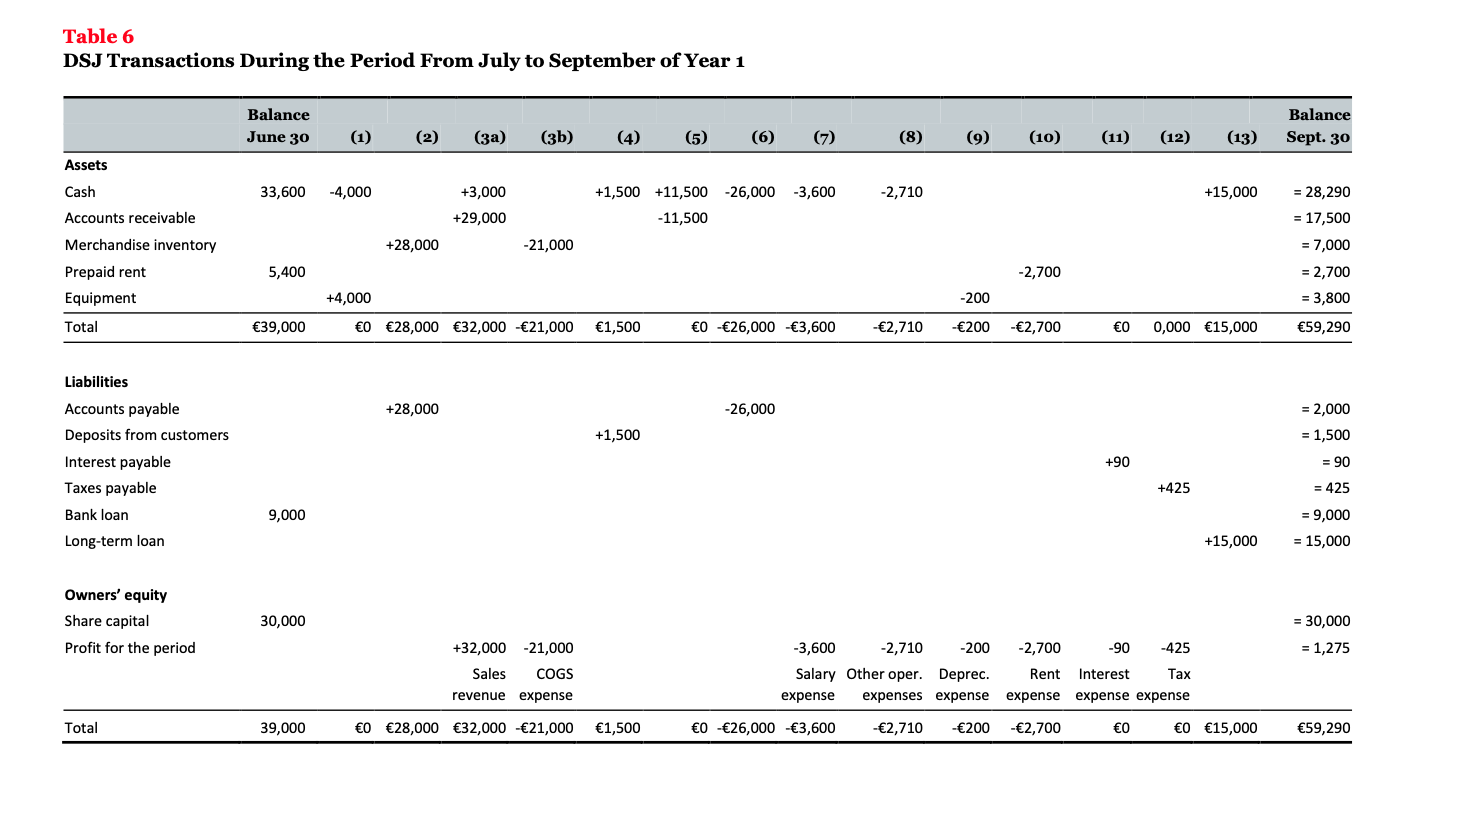 Table 6
DSJ Transactions During the Period From July to September of Year 1
Balance Balance
June 30 (1) (2) (3a) (3b) (4) (5) (6) (7) (8) (9) (10) (11) (12) (13) Sept. 30
Assets
Cash 33,600 -4,000 +3,000 +1,500 +11,500 -26,000 -3,600 -2,710 +15,000 = 28,290
Accounts receivable +29,000 -11,500 = 17,500
Merchandise inventory +28,000 -21,000 = 7,000
Prepaid rent 5,400 -2,700 = 2,700
Equipment +4,000 -200 = 3,800
Total €39,000 €0 €28,000 €32,000 -€21,000 €1,500 €0 -€26,000 -€3,600 -€2,710 -€200 -€2,700 €0 0,000 €15,000 €59,290
Liabilities
Accounts payable +28,000 -26,000 = 2,000
Deposits from customers +1,500 = 1,500
Interest payable +90 = 90
Taxes payable +425 = 425
Bank loan 9,000 = 9,000
Long-term loan +15,000 = 15,000
Owners’ equity
Share capital 30,000 = 30,000
Profit for the period +32,000 -21,000 -3,600 -2,710 -200 -2,700 -90 -425 = 1,275
Sales COGS Salary Other oper. Deprec. Rent Interest Tax
revenue expense expense expenses expense expense expense expense
Total 39,000 €0 €28,000 €32,000 -€21,000 €1,500 €0 -€26,000 -€3,600 -€2,710 -€200 -€2,700 €0 €0 €15,000 €59,290